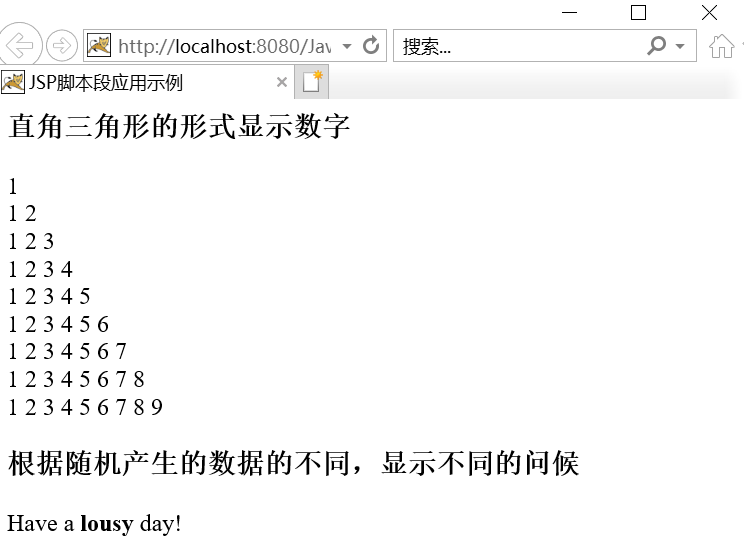 http://localhost:8080/Jav
搜索...
JSP脚本段应用示例
直角三角形的形式显示数字
1
1 2
1 2 3
1 2 3 4
1 2 3 4 5
1 2 3 4 5 6
1 2 3 4 5 6 7
1 2 3 4 5 6 7 8
1 2 3 4 5 6 7 8 9
根据随机产生的数据的不同，显示不同的问候
Have a lousy day!